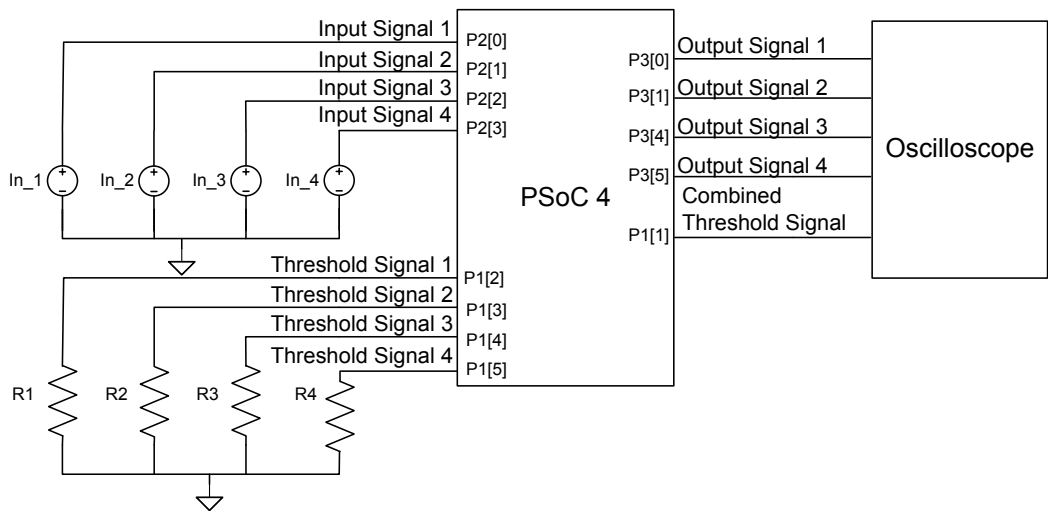 Input Signal 1
P2[0]
Input Signal 2
P2[1]
Input Signal 3
P2[2]
Input Signal 4
P2[3]
In_1
In_2
In_3
In_4
Threshold Signal 1
P1[2]
Threshold Signal 2
P1[3]
Threshold Signal 3
P1[4]
Threshold Signal 4
P1[5]
R1
R2
R3
R4
PSoC 4
P3[0]
Output Signal 1
P3[1]
Output Signal 2
P3[4]
Output Signal 3
P3[5]
Output Signal 4
Combined
Threshold Signal
P1[1]
Oscilloscope